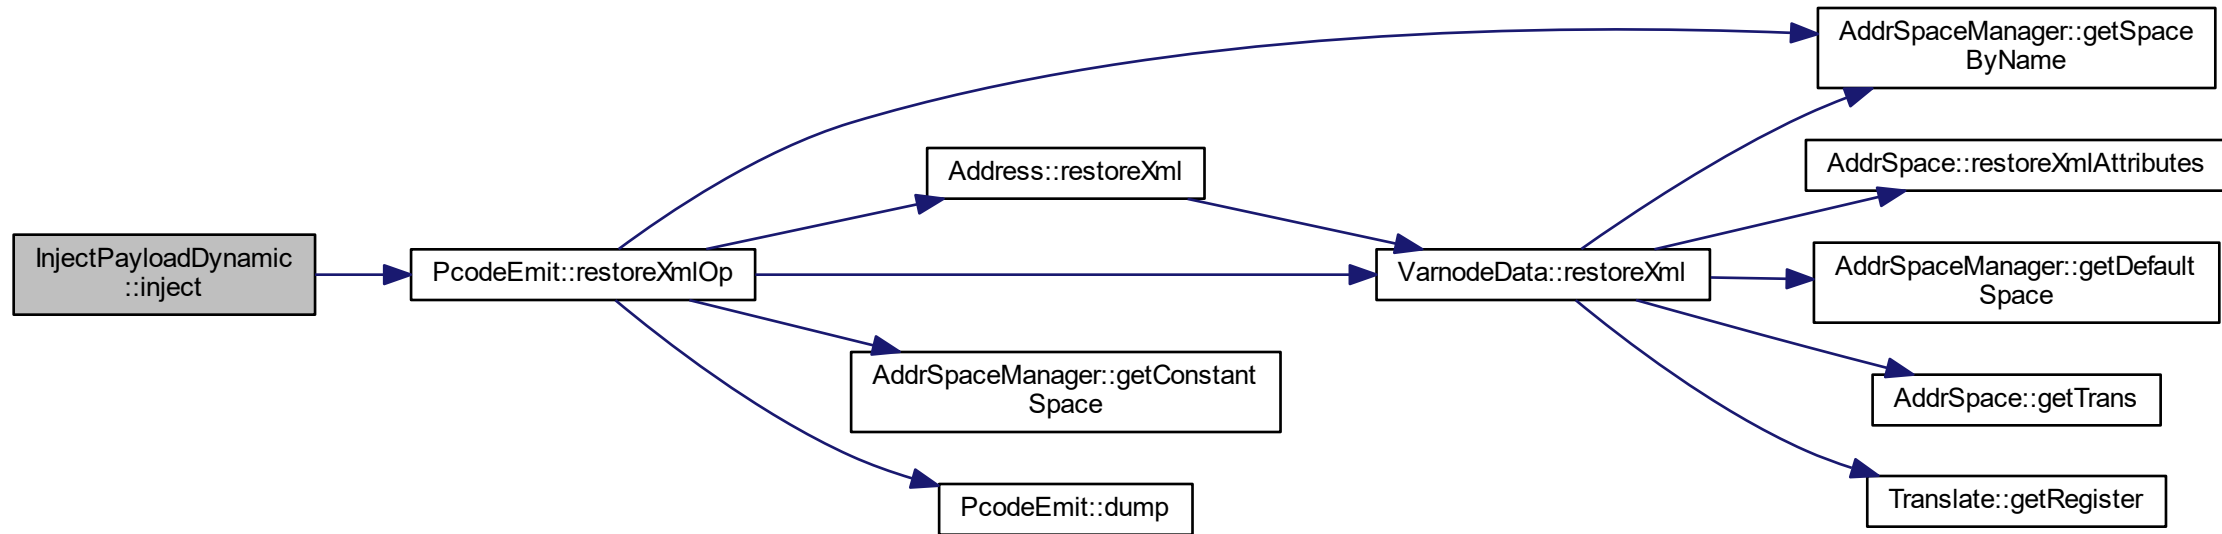 InjectPayloadDynamic
::inject
PcodeEmit::restoreXmlOp
Address::restoreXml
AddrSpaceManager::getConstant
Space
PcodeEmit::dump
VarnodeData::restoreXml
AddrSpaceManager::getSpace
ByName
AddrSpace::restoreXmlAttributes
AddrSpaceManager::getDefault
Space
AddrSpace::getTrans
Translate::getRegister